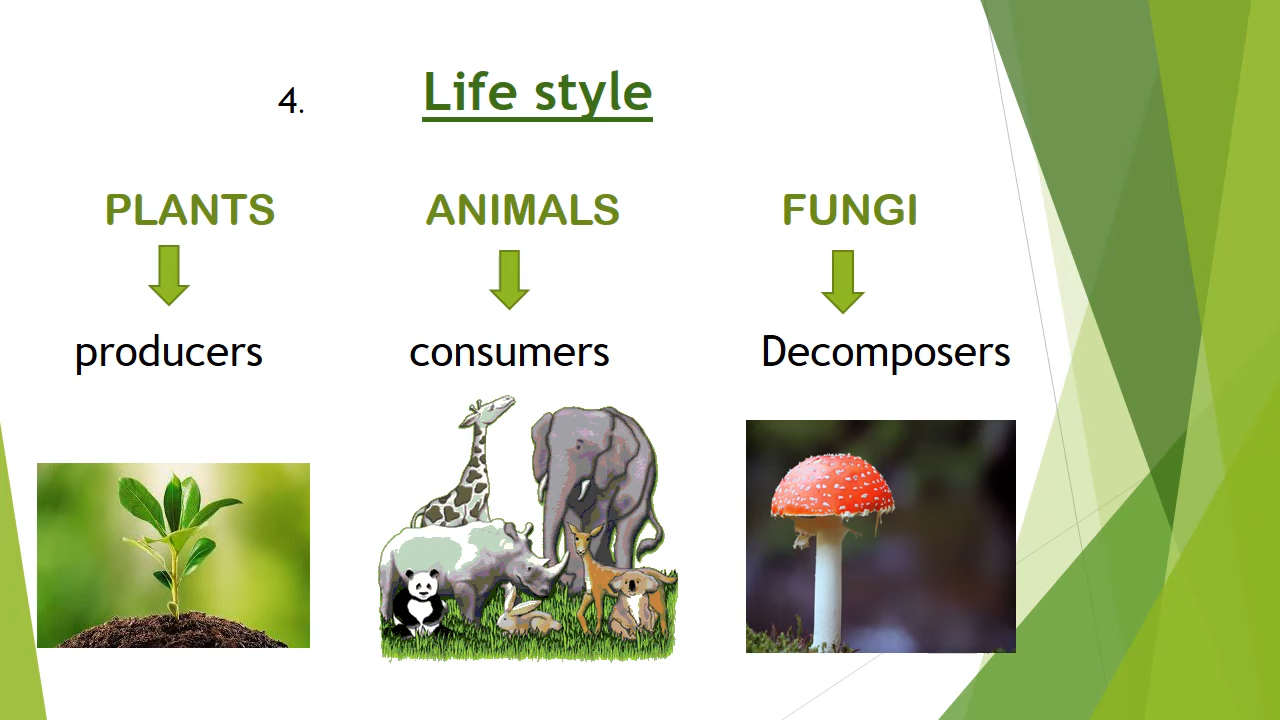 4.
Life style
PLANTS
ANIMALS
FUNGI
producers
consumers
Decomposers